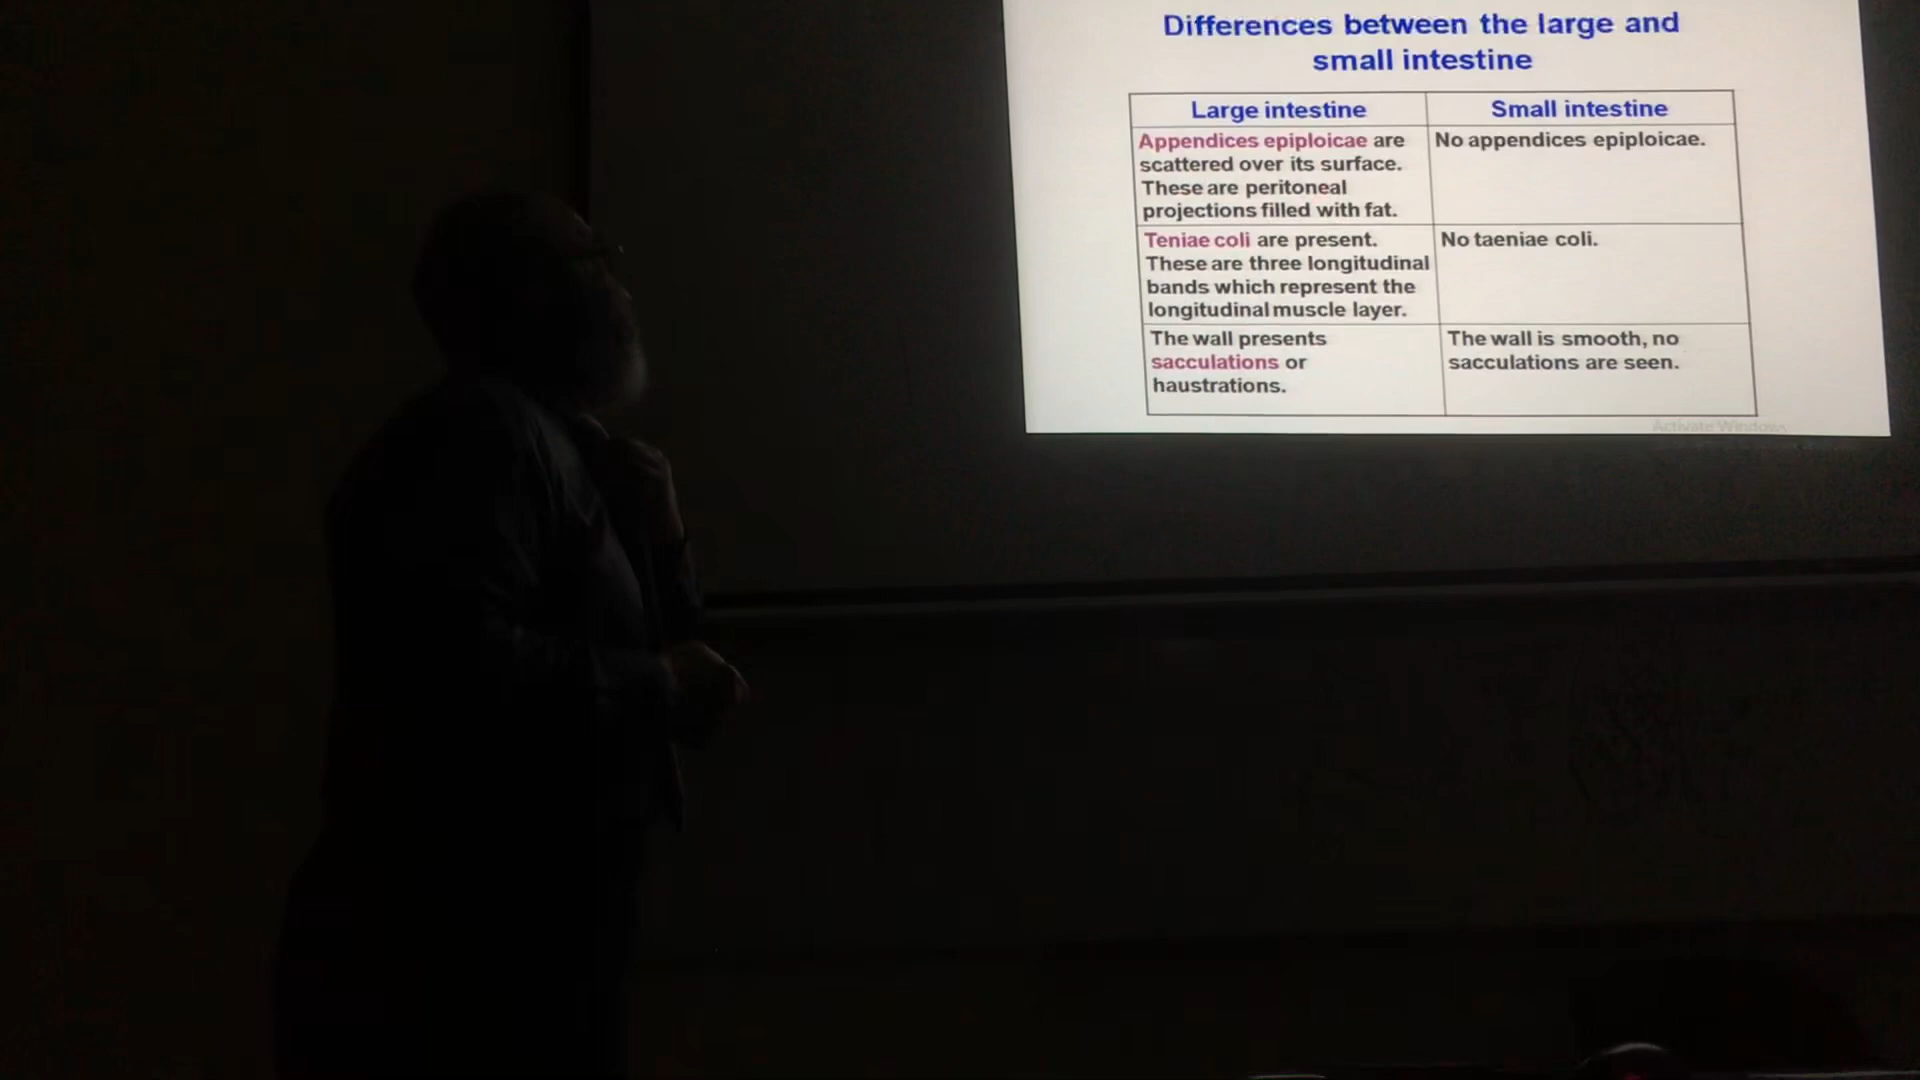 Differences between the large and
small intestine
Large intestine
Small intestine
Appendices epiploicae are
scattered over its surface.
These are peritoneal
projections filled with fat.
No appendices epiploicae.
Teniae coli are present.
These are three longitudinal
bands which represent the
longitudinal muscle layer.
No taeniae coli.
The wall presents
sacculations or
haustrations.
The wall is smooth, no
sacculations are seen.
Activate Windows